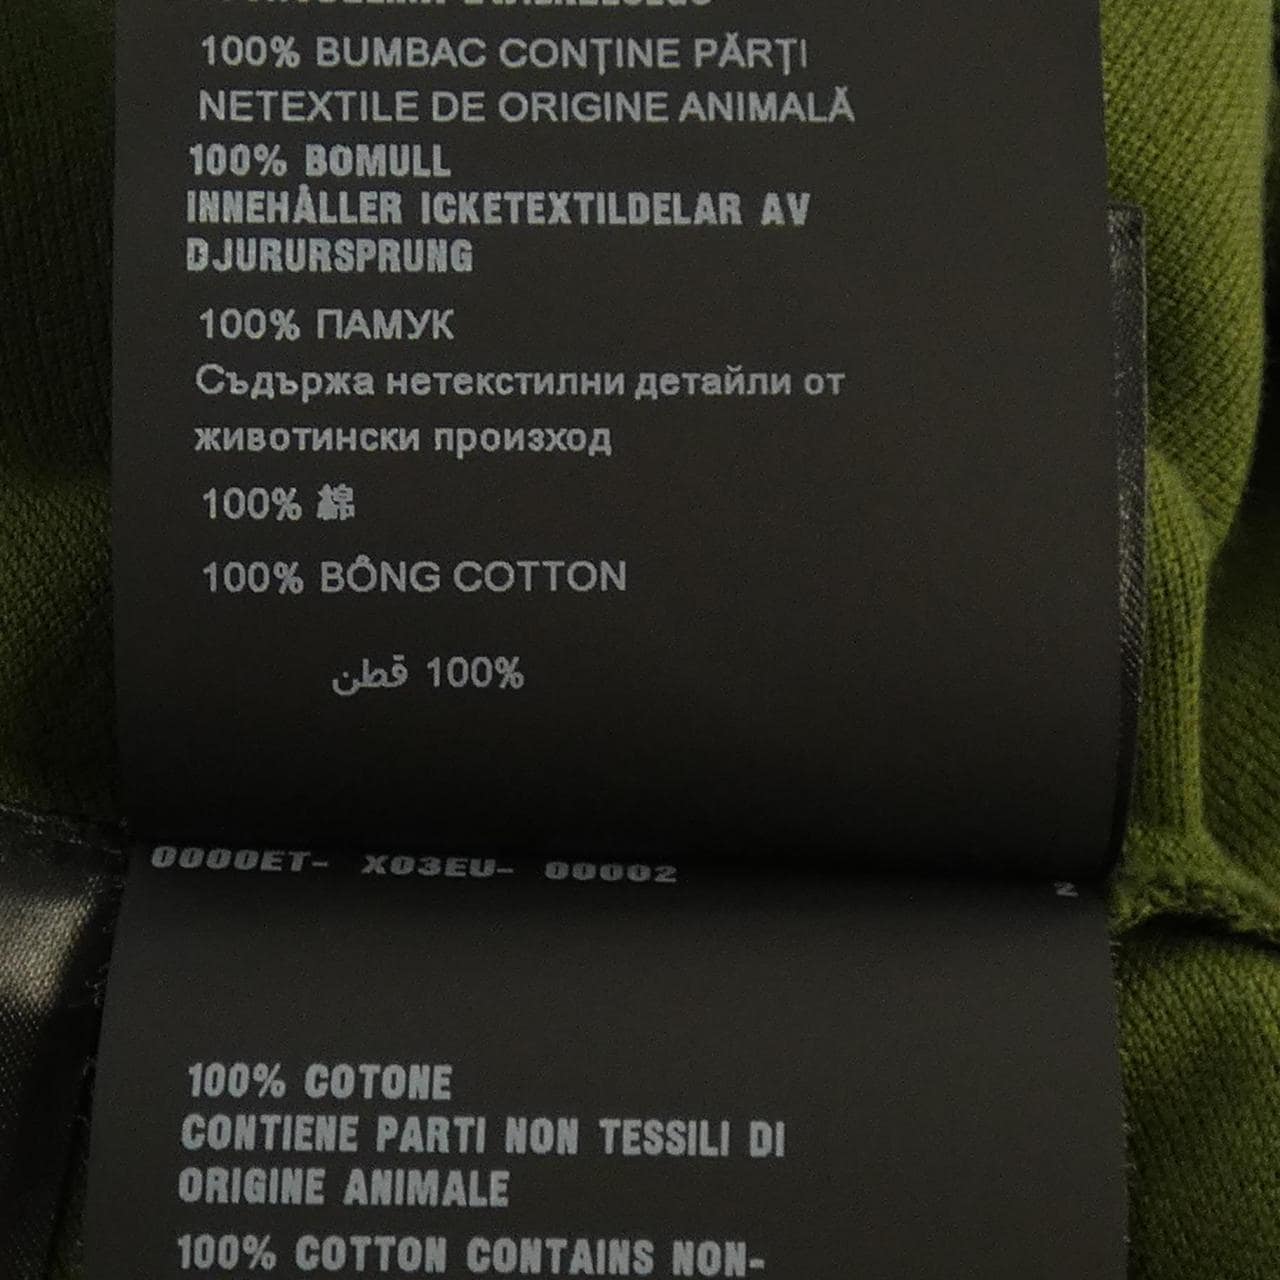 100% BUMBAC CONȚINE PĂRȚI
NETEXTILE DE ORIGINE ANIMALĂ
100% BOMULL
INNEHÅLLER ICKETEXTILDELAR AV
DJURURSPRUNG
100% ПАМУК
Съдържа нетекстилни детайли от
животински произход
100% 綿
100% BÔNG COTTON
100% قطن
0000ET- X03EU- 00002 2
100% COTONE
CONTIENE PARTI NON TESSILI DI
ORIGINE ANIMALE
100% COTTON CONTAINS NON-